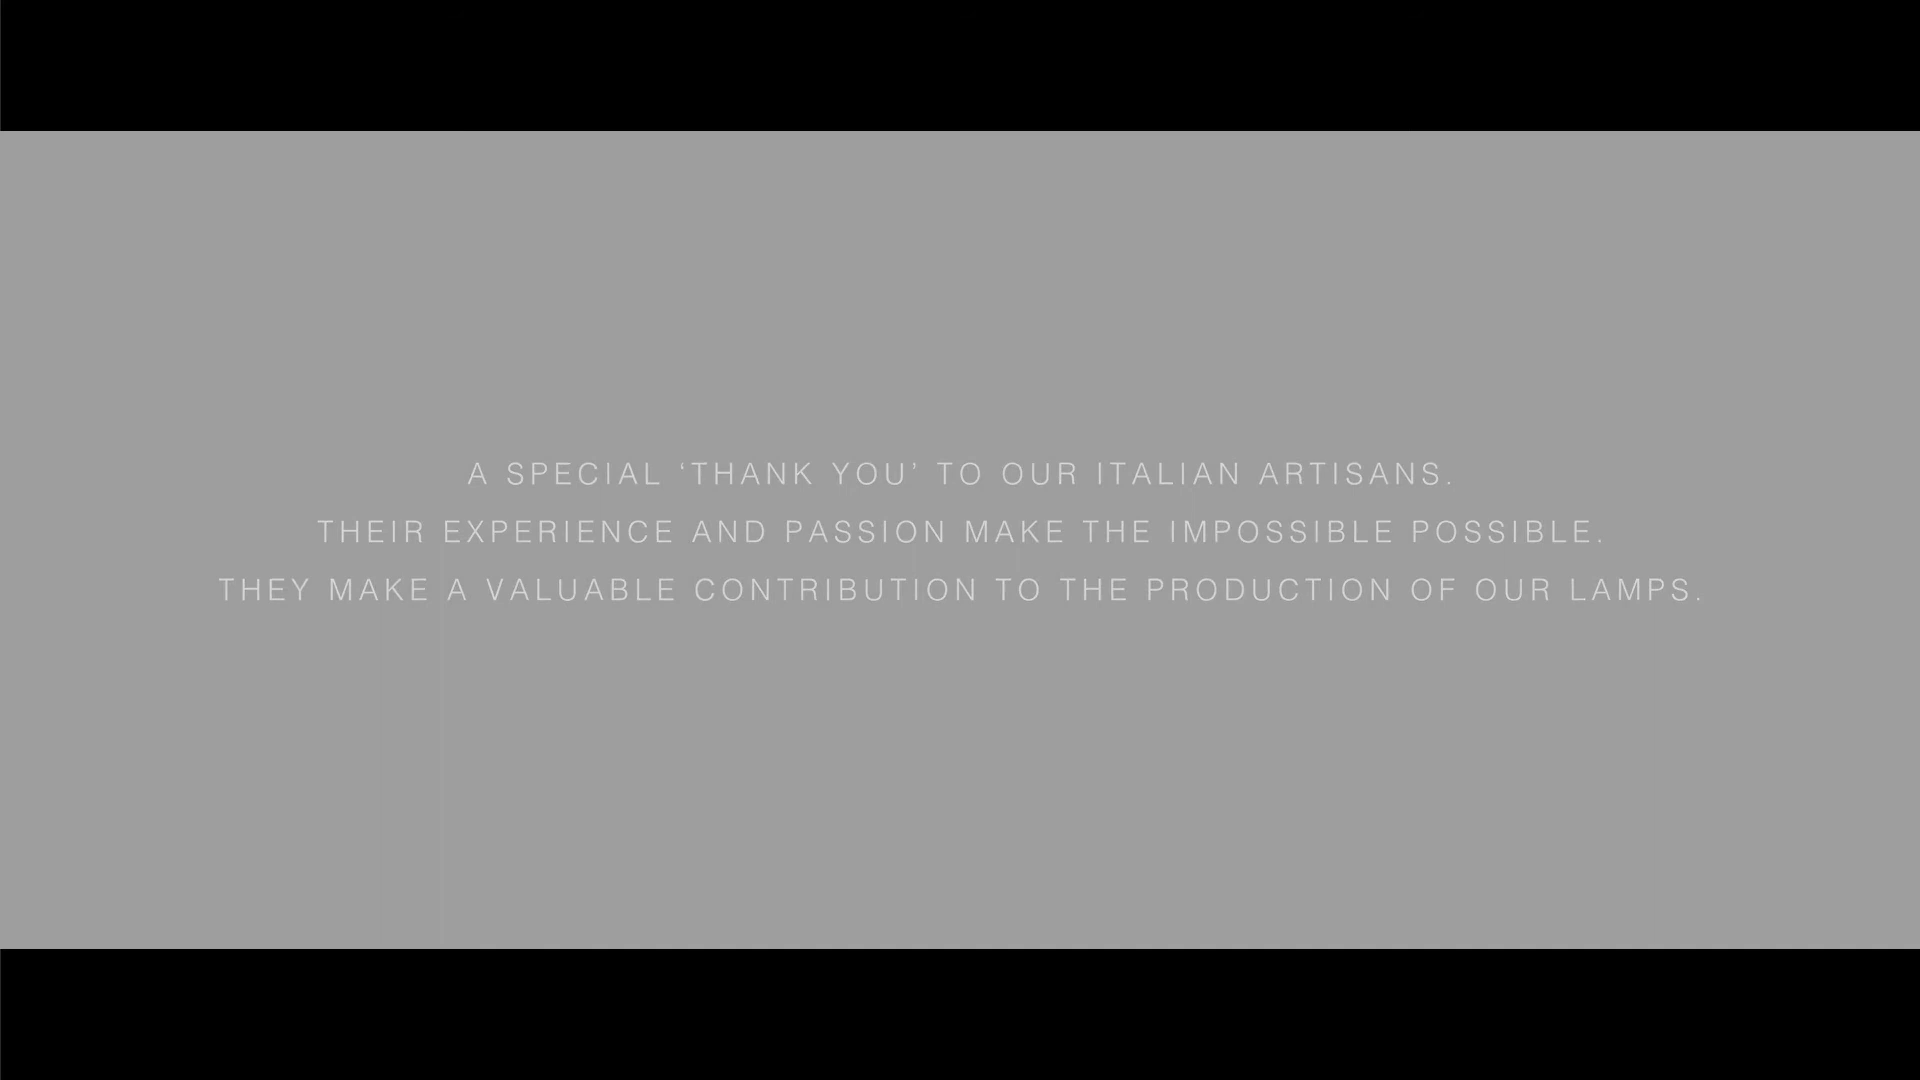 A SPECIAL ‘THANK YOU’ TO OUR ITALIAN ARTISANS.
THEIR EXPERIENCE AND PASSION MAKE THE IMPOSSIBLE POSSIBLE.
THEY MAKE A VALUABLE CONTRIBUTION TO THE PRODUCTION OF OUR LAMPS.